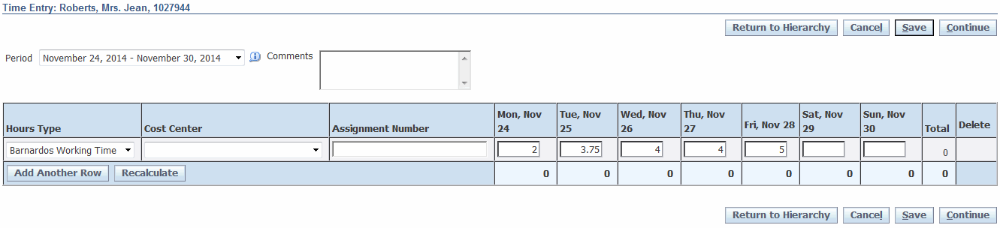 Time Entry: Roberts, Mrs. Jean, 1027944
Return to Hierarchy Cancel Save Continue
Period November 24, 2014 - November 30, 2014 Comments
Hours Type Cost Center Assignment Number Mon, Nov 24 Tue, Nov 25 Wed, Nov 26 Thu, Nov 27 Fri, Nov 28 Sat, Nov 29 Sun, Nov 30 Total Delete
Barnardos Working Time 2 3.75 4 4 5 0
Add Another Row Recalculate 0 0 0 0 0 0 0 0
Return to Hierarchy Cancel Save Continue